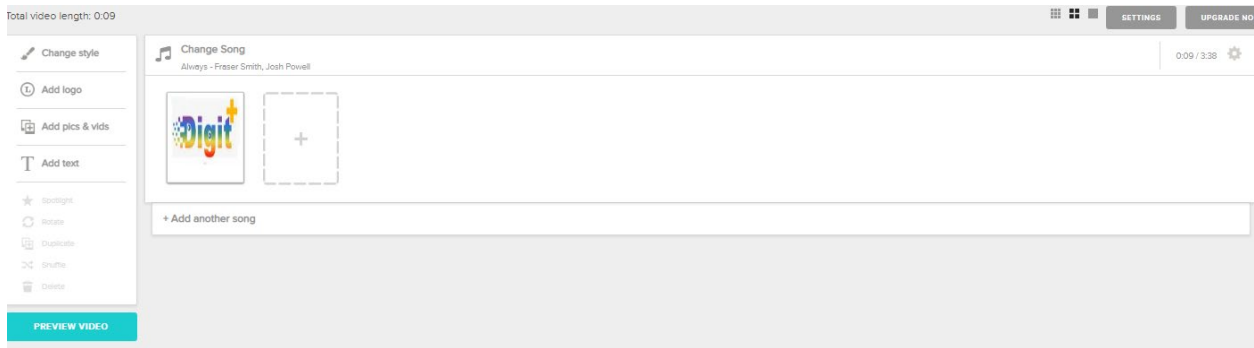 Total video length: 0:09
SETTINGS
UPGRADE NO
Change style
Add logo
Add pics & vids
T Add text
Spotlight
Rotate
Duplicate
Shuffle
Delete
PREVIEW VIDEO
Change Song
Always - Fraser Smith, Josh Powell
0:09 / 3:38
Digit+
+
+ Add another song